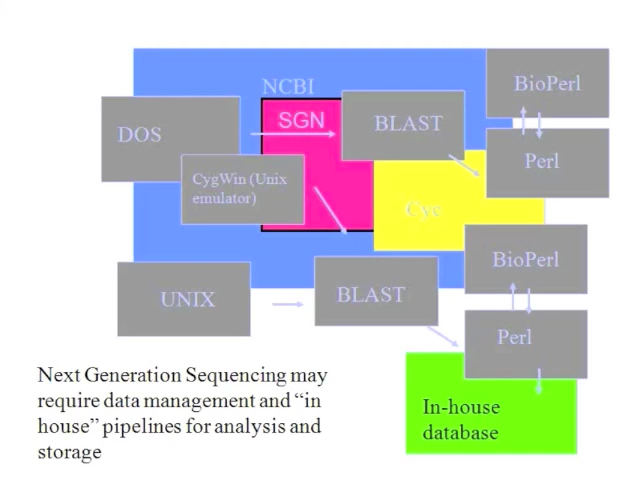 BioPerl
NCBI
SGN
BLAST
DOS
Perl
CygWin (Unix
emulator)
Cyc
BioPerl
UNIX
BLAST
Perl
Next Generation Sequencing may
require data management and “in
house” pipelines for analysis and
storage
In-house
database